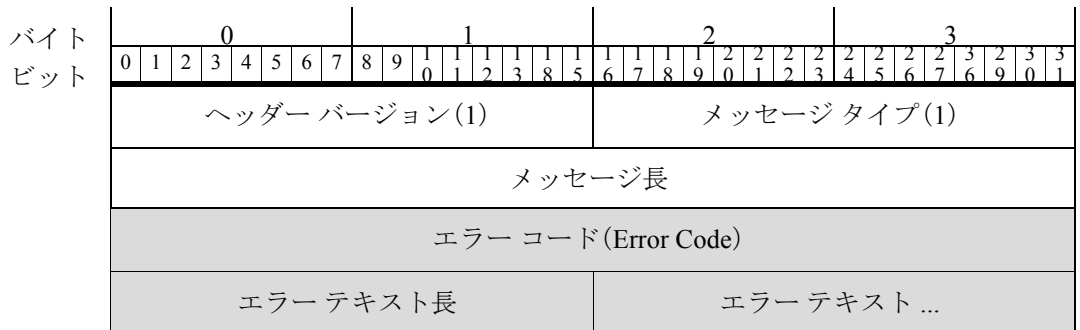 バイト 0 1 2 3
ビット 0 1 2 3 4 5 6 7 8 9 10 11 12 13 18 15 16 17 18 19 20 21 22 23 24 25 26 27 36 29 30 31
ヘッダー バージョン(1) メッセージ タイプ(1)
メッセージ長
エラー コード(Error Code)
エラー テキスト長 エラー テキスト ...